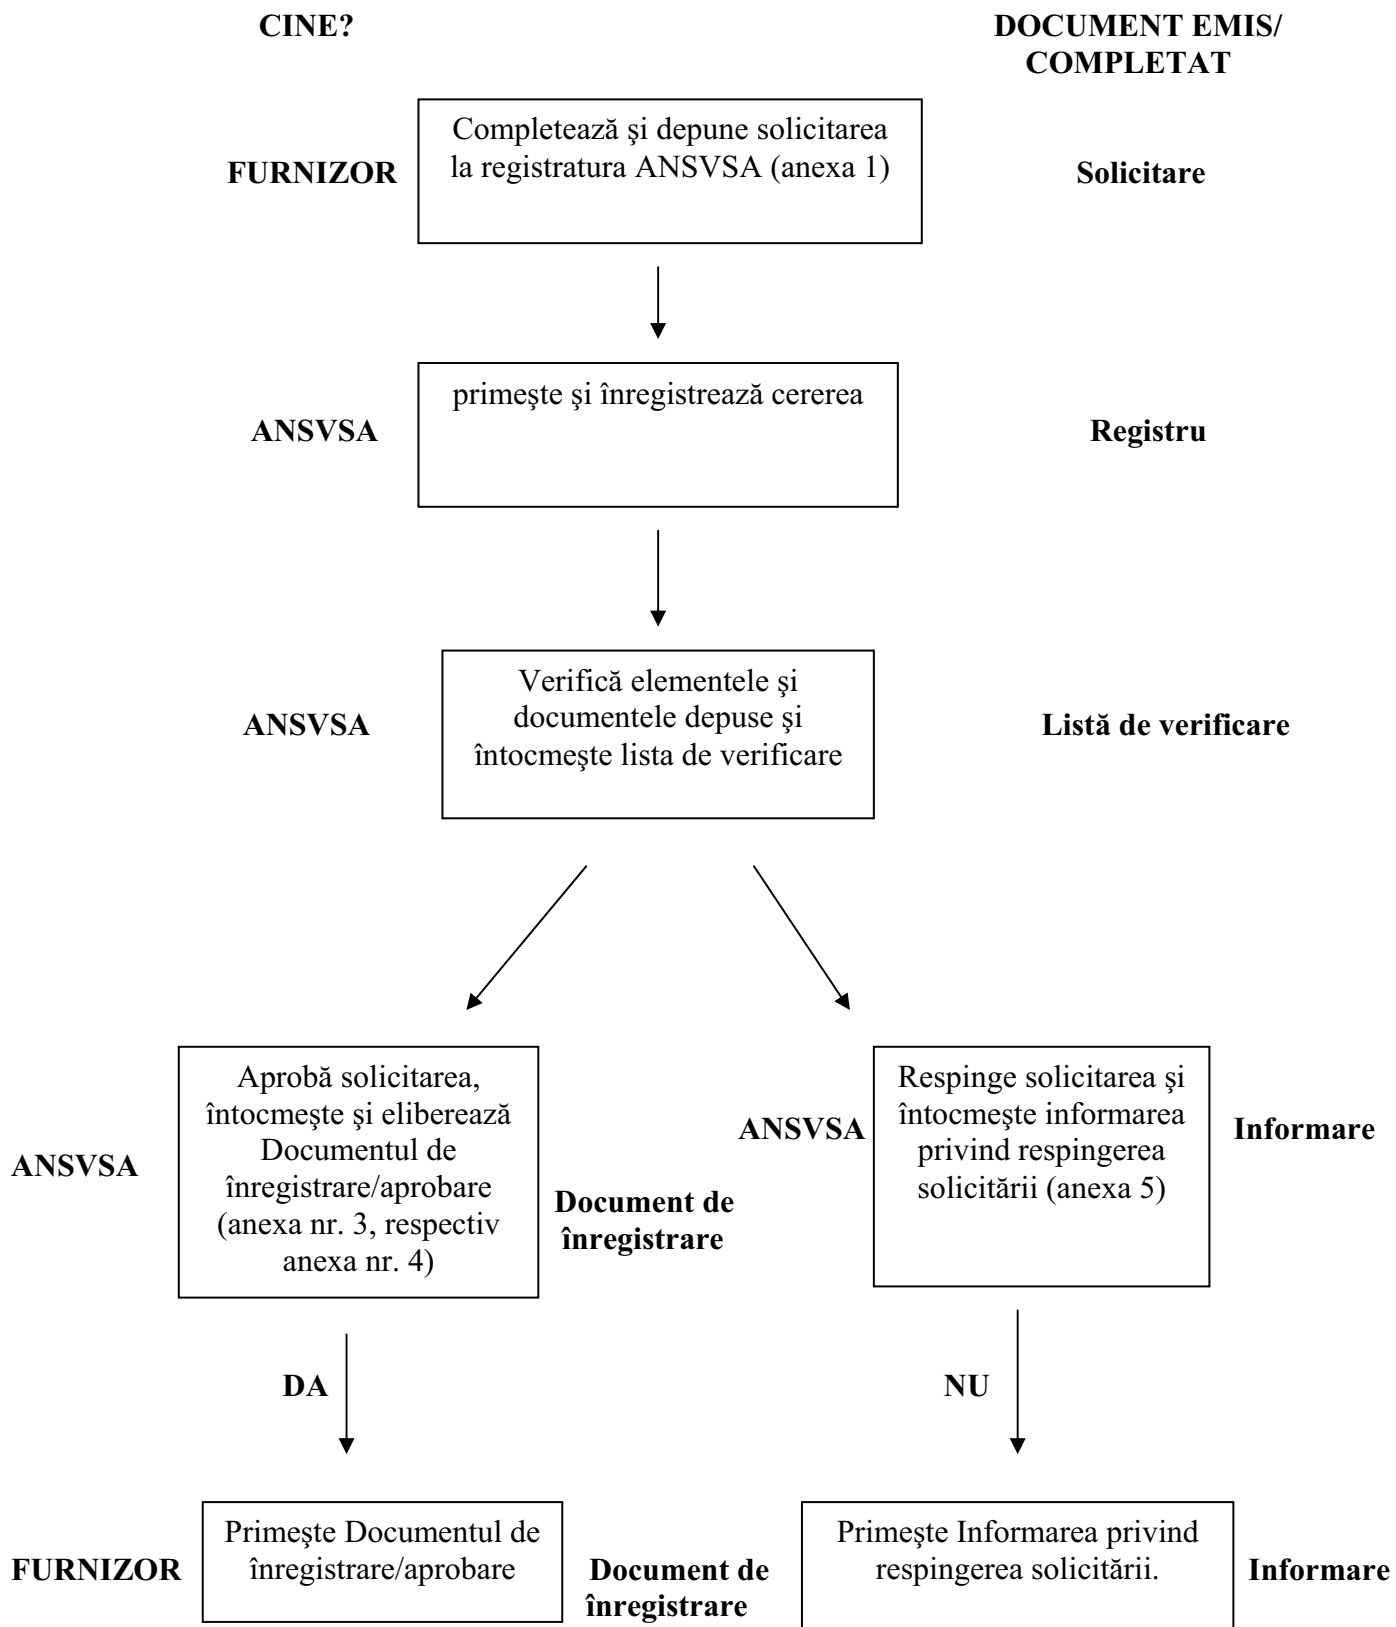 CINE?
DOCUMENT EMIS/
COMPLETAT
FURNIZOR
Completează şi depune solicitarea
la registratura ANSVSA (anexa 1)
Solicitare
ANSVSA
primeşte şi înregistrează cererea
Registru
ANSVSA
Verifică elementele şi
documentele depuse şi
întocmeşte lista de verificare
Listă de verificare
ANSVSA
Aprobă solicitarea,
întocmeşte şi eliberează
Documentul de
înregistrare/aprobare
(anexa nr. 3, respectiv
anexa nr. 4)
Document de
înregistrare
ANSVSA
Respinge solicitarea şi
întocmeşte informarea
privind respingerea
solicitării (anexa 5)
Informare
DA
NU
FURNIZOR
Primeşte Documentul de
înregistrare/aprobare
Document de
înregistrare
Primeşte Informarea privind
respingerea solicitării.
Informare